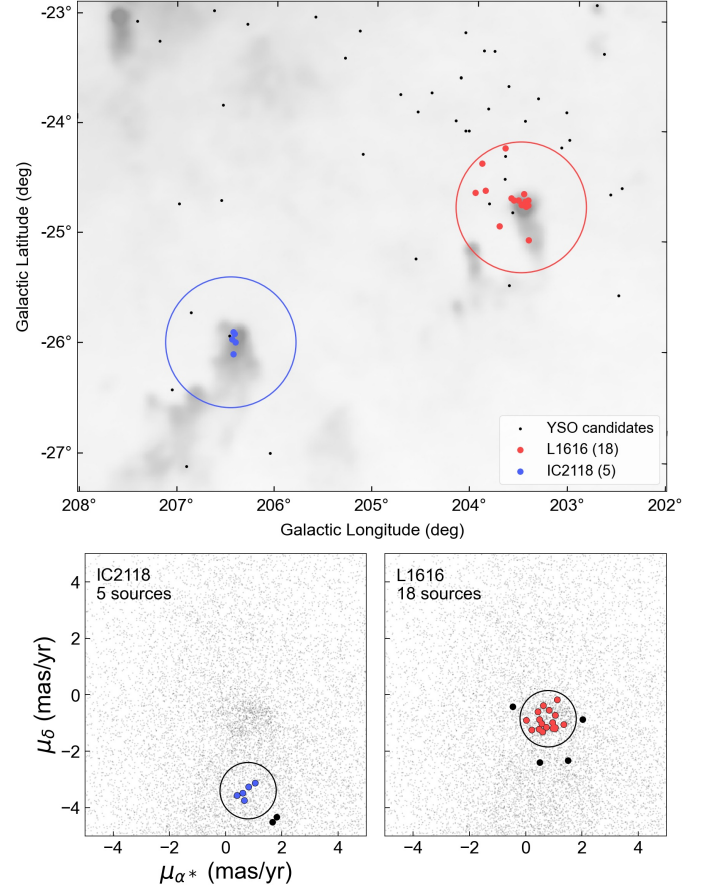 -23°
-24°
-25°
-26°
-27°
Galactic Latitude (deg)
YSO candidates
L1616 (18)
IC2118 (5)
208°
207°
206°
205°
204°
203°
202°
Galactic Longitude (deg)
IC2118
5 sources
L1616
18 sources
4
2
0
−2
−4
μδ (mas/yr)
−4
−2
0
2
4
−4
−2
0
2
4
μα* (mas/yr)